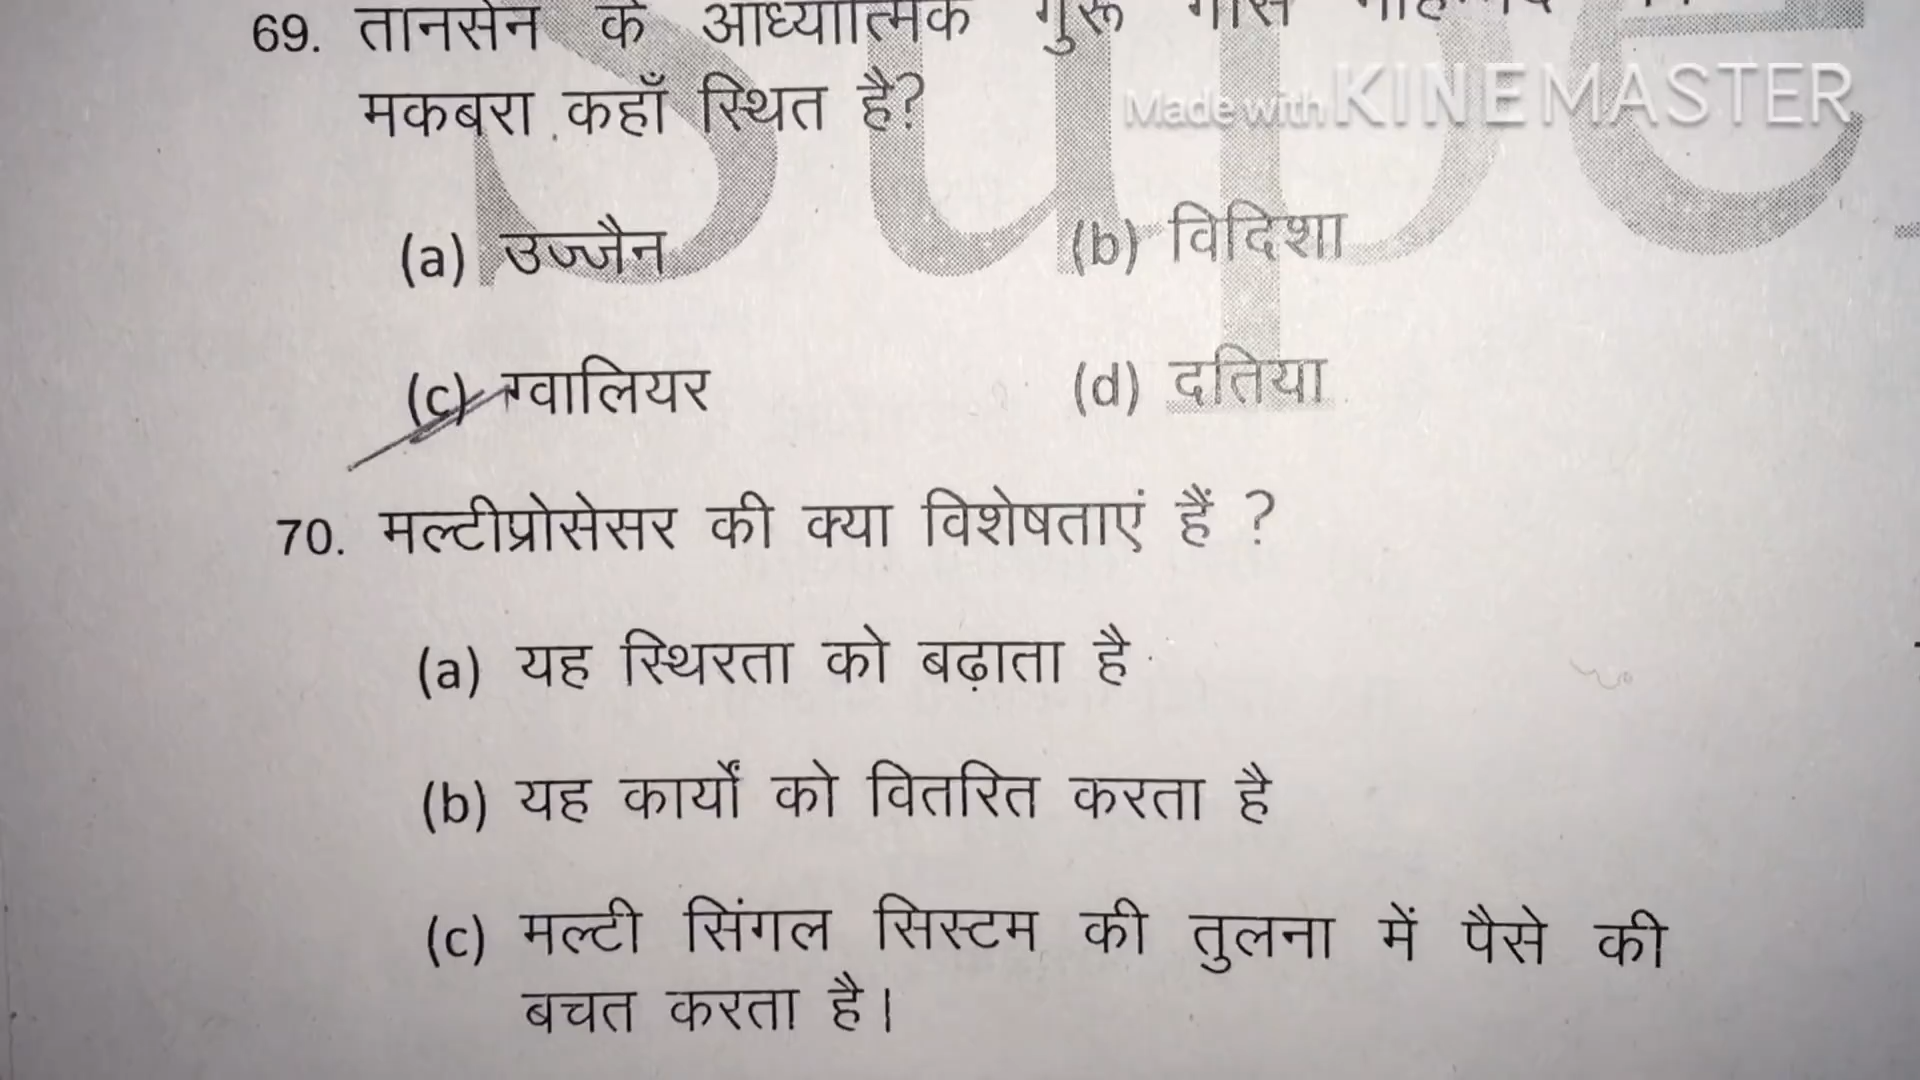 69. तानसेन के आध्यात्मिक गुरू
मकबरा कहाँ स्थित है?
Made with KINEMASTER
(a) उज्जैन (b) विदिशा
(c) ग्वालियर (d) दतिया
70. मल्टीप्रोसेसर की क्या विशेषताएं हैं ?
(a) यह स्थिरता को बढ़ाता है
(b) यह कार्यों को वितरित करता है
(c) मल्टी सिंगल सिस्टम की तुलना में पैसे की
बचत करता है।